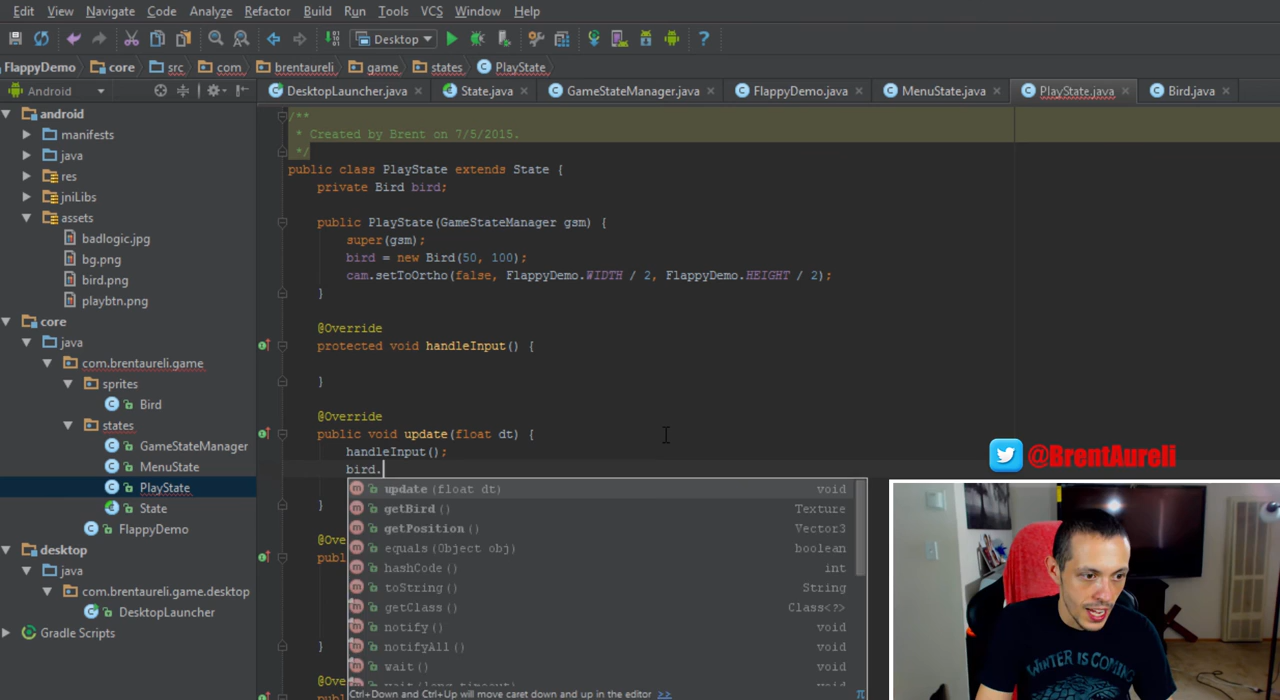 Edit View Navigate Code Analyze Refactor Build Run Tools VCS Window Help
Desktop
FlappyDemo core src com brentaureli game states PlayState
Android
DesktopLauncher.java State.java GameStateManager.java FlappyDemo.java MenuState.java PlayState.java Bird.java
android
manifests
java
res
jniLibs
assets
badlogic.jpg
bg.png
bird.png
playbtn.png
core
java
com.brentaureli.game
sprites
Bird
states
GameStateManager
MenuState
PlayState
State
FlappyDemo
desktop
java
com.brentaureli.game.desktop
DesktopLauncher
Gradle Scripts
/**
* Created by Brent on 7/5/2015.
*/
public class PlayState extends State {
private Bird bird;
public PlayState(GameStateManager gsm) {
super(gsm);
bird = new Bird(50, 100);
cam.setToOrtho(false, FlappyDemo.WIDTH / 2, FlappyDemo.HEIGHT / 2);
}
@Override
protected void handleInput() {
}
@Override
public void update(float dt) {
handleInput();
bird.
update(float dt) void
getBird() Texture
getPosition() Vector3
equals(Object obj) boolean
hashCode() int
toString() String
getClass() Class<?>
notify() void
notifyAll() void
wait() void
Ctrl+Down and Ctrl+Up will move caret down and up in the editor >>
}
@Ove
publ
}
@Ove
publ
@BrentAureli
WINTER IS COMING